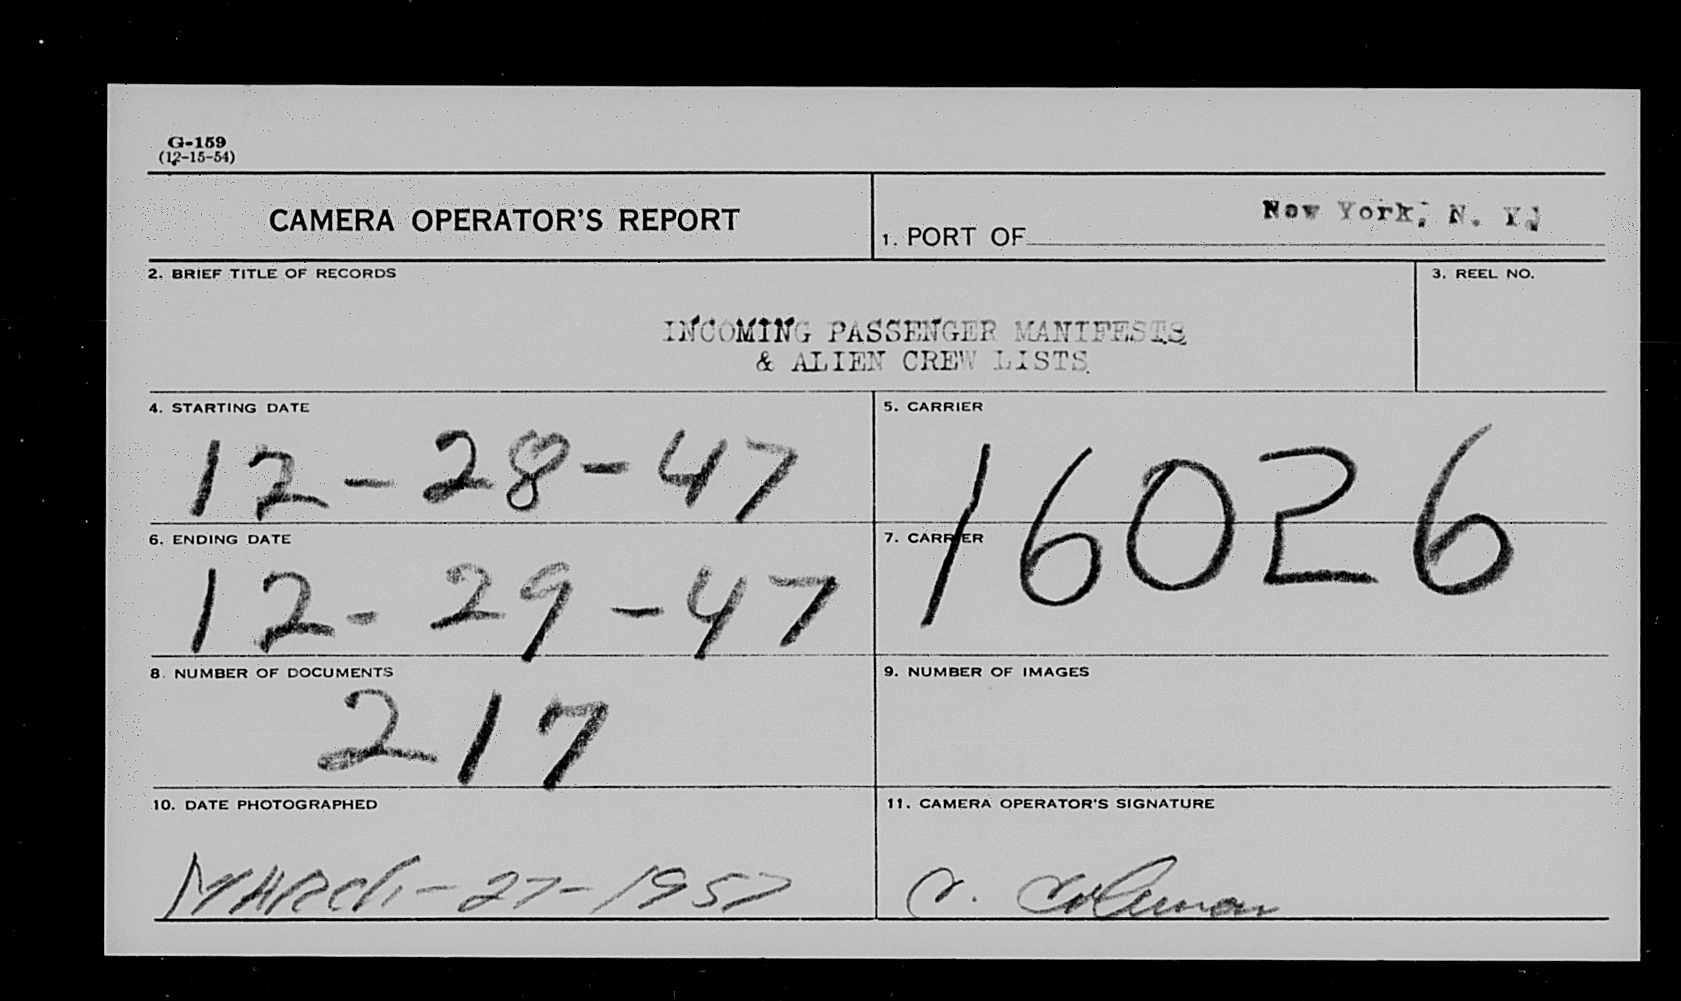 G-159
(12-15-54)
CAMERA OPERATOR'S REPORT
1. PORT OF New York, N. Y.
2. BRIEF TITLE OF RECORDS
3. REEL NO.
INCOMING PASSENGER MANIFESTS
& ALIEN CREW LISTS
4. STARTING DATE
5. CARRIER
12-28-47
16026
6. ENDING DATE
7. CARRIER
12-29-47
8. NUMBER OF DOCUMENTS
9. NUMBER OF IMAGES
217
10. DATE PHOTOGRAPHED
11. CAMERA OPERATOR'S SIGNATURE
MARCh-27-1957
Coleman